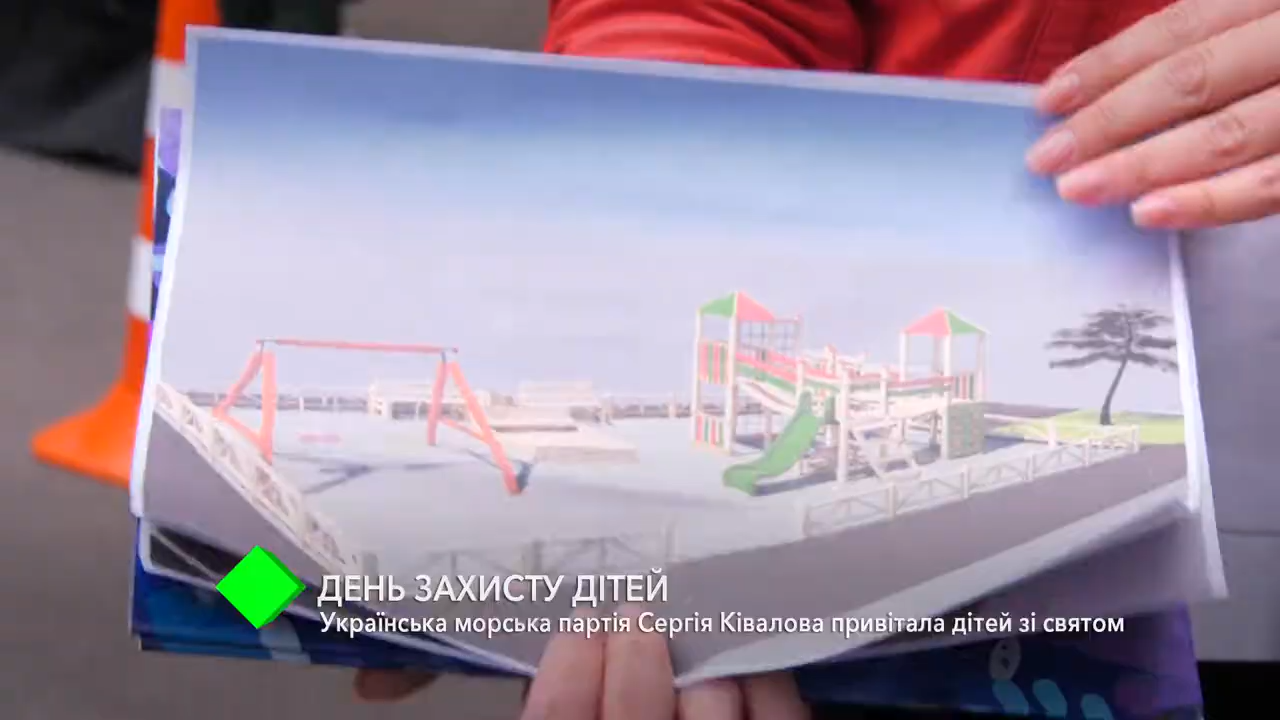 ДЕНЬ ЗАХИСТУ ДІТЕЙ
Українська морська партія Сергія Ківалова привітала дітей зі святом